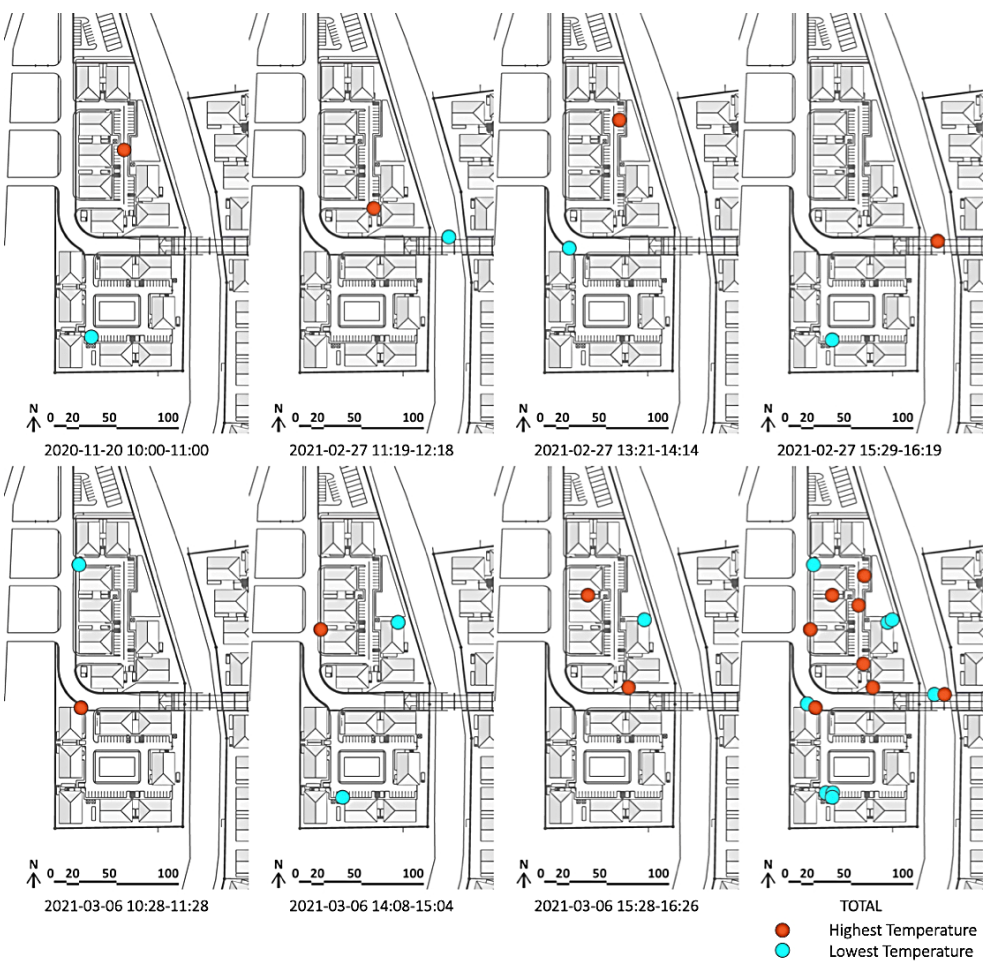 N 0 20 50 100
N 0 20 50 100
N 0 20 50 100
N 0 20 50 100
2020-11-20 10:00-11:00
2021-02-27 11:19-12:18
2021-02-27 13:21-14:14
2021-02-27 15:29-16:19
N 0 20 50 100
N 0 20 50 100
N 0 20 50 100
N 0 20 50 100
2021-03-06 10:28-11:28
2021-03-06 14:08-15:04
2021-03-06 15:28-16:26
TOTAL
Highest Temperature
Lowest Temperature